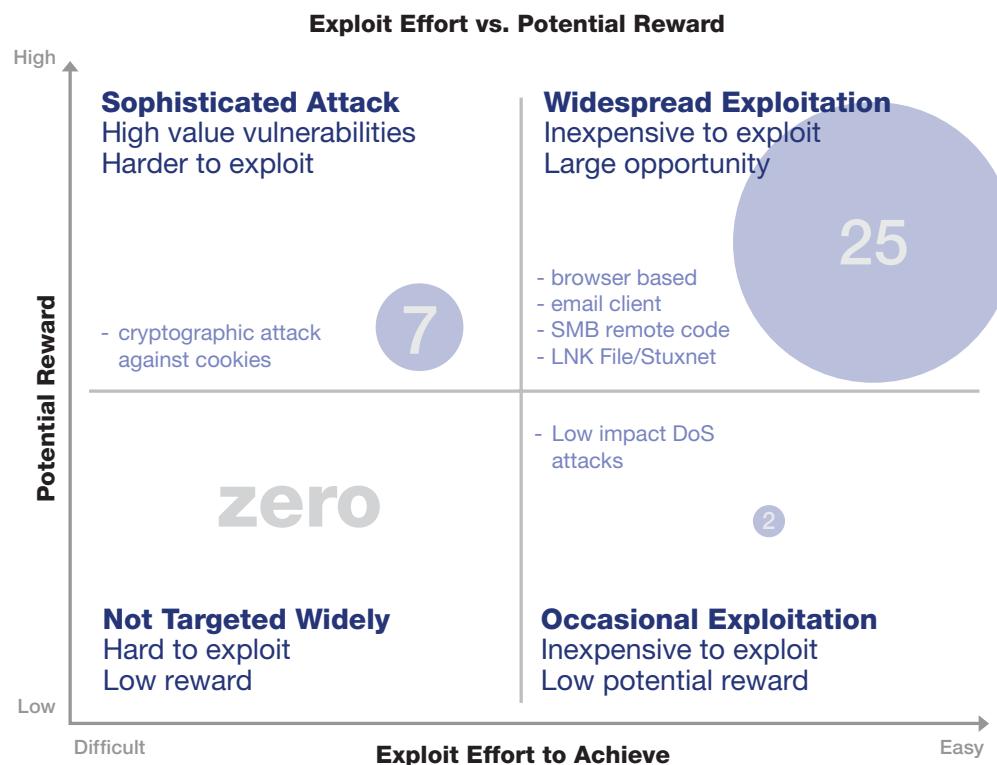 Exploit Effort vs. Potential Reward
High
Sophisticated Attack
High value vulnerabilities
Harder to exploit
Widespread Exploitation
Inexpensive to exploit
Large opportunity
25
- browser based
- email client
- SMB remote code
- LNK File/Stuxnet
7
- cryptographic attack
against cookies
Potential Reward
- Low impact DoS
attacks
zero
2
Not Targeted Widely
Hard to exploit
Low reward
Occasional Exploitation
Inexpensive to exploit
Low potential reward
Low
Difficult
Exploit Effort to Achieve
Easy